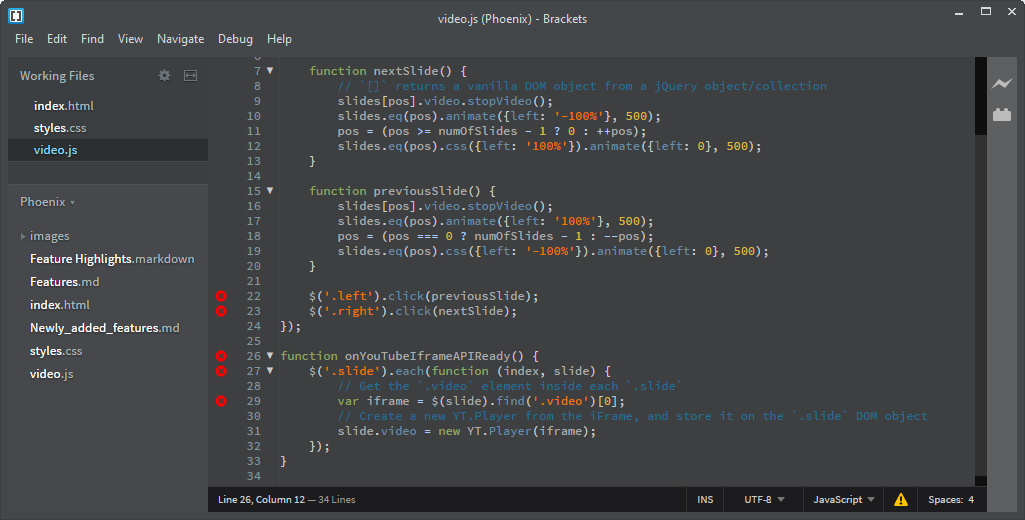 video.js (Phoenix) - Brackets
File Edit Find View Navigate Debug Help
Working Files
index.html
styles.css
video.js
Phoenix
images
Feature Highlights.markdown
Features.md
index.html
Newly_added_features.md
styles.css
video.js
7 function nextSlide() {
8 // `[]` returns a vanilla DOM object from a jQuery object/collection
9 slides[pos].video.stopVideo();
10 slides.eq(pos).animate({left: '-100%'}, 500);
11 pos = (pos >= numOfSlides - 1 ? 0 : ++pos);
12 slides.eq(pos).css({left: '100%'}).animate({left: 0}, 500);
13 }
14
15 function previousSlide() {
16 slides[pos].video.stopVideo();
17 slides.eq(pos).animate({left: '100%'}, 500);
18 pos = (pos === 0 ? numOfSlides - 1 : --pos);
19 slides.eq(pos).css({left: '-100%'}).animate({left: 0}, 500);
20 }
21
22 $('.left').click(previousSlide);
23 $('.right').click(nextSlide);
24 });
25
26 function onYouTubeIframeAPIReady() {
27 $('.slide').each(function (index, slide) {
28 // Get the `.video` element inside each `.slide`
29 var iframe = $(slide).find('.video')[0];
30 // Create a new YT.Player from the iFrame, and store it on the `.slide` DOM object
31 slide.video = new YT.Player(iframe);
32 });
33 }
34
Line 26, Column 12 — 34 Lines INS UTF-8 JavaScript Spaces: 4